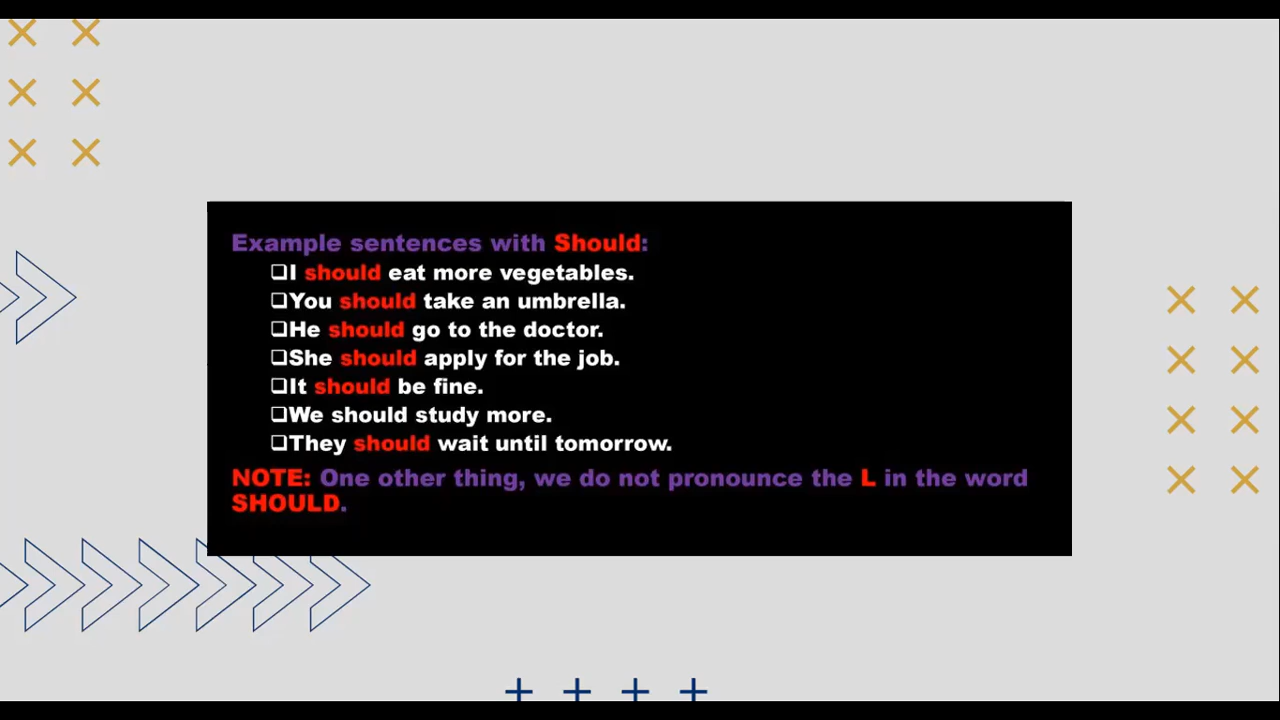 Example sentences with Should:
❑I should eat more vegetables.
❑You should take an umbrella.
❑He should go to the doctor.
❑She should apply for the job.
❑It should be fine.
❑We should study more.
❑They should wait until tomorrow.
NOTE: One other thing, we do not pronounce the L in the word
SHOULD.